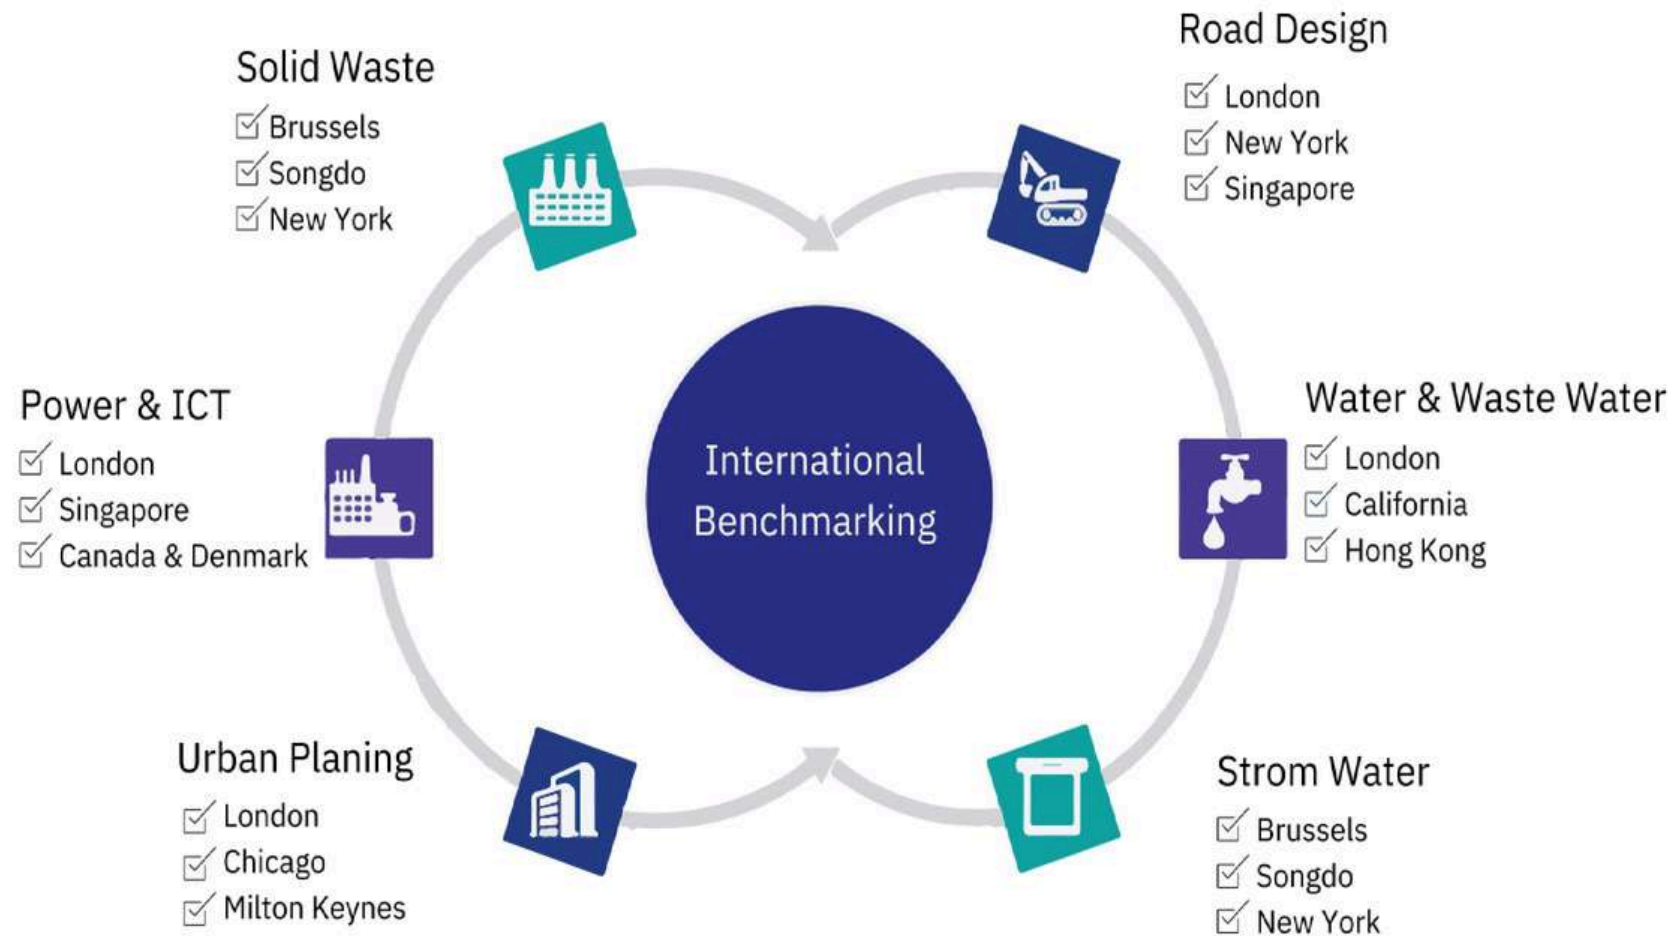 Solid Waste
Brussels
Songdo
New York
Road Design
London
New York
Singapore
Power & ICT
London
Singapore
Canada & Denmark
International
Benchmarking
Water & Waste Water
London
California
Hong Kong
Urban Planing
London
Chicago
Milton Keynes
Strom Water
Brussels
Songdo
New York